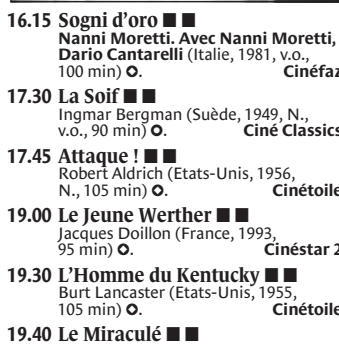 16.15 Sogni d'oro ■ ■
Nanni Moretti. Avec Nanni Moretti,
Dario Cantarelli (Italie, 1981, v.o.,
100 min) ✪. Cinéfaz
17.30 La Soif ■ ■
Ingmar Bergman (Suède, 1949, N.,
v.o., 90 min) ✪. Ciné Classics
17.45 Attaque ! ■ ■
Robert Aldrich (Etats-Unis, 1956,
N., 105 min) ✪. Cinétoile
19.00 Le Jeune Werther ■ ■
Jacques Doillon (France, 1993,
95 min) ✪. Cinéstar 2
19.30 L'Homme du Kentucky ■ ■
Burt Lancaster (Etats-Unis, 1955,
105 min) ✪. Cinétoile
19.40 Le Miraculé ■ ■